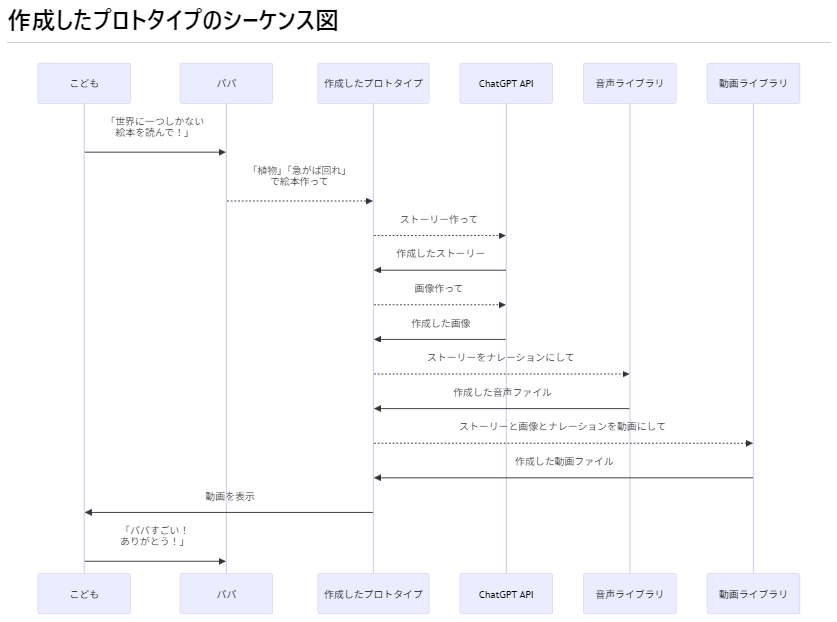 作成したプロトタイプのシーケンス図
こども
パパ
作成したプロトタイプ
ChatGPT API
音声ライブラリ
動画ライブラリ
「世界に一つしかない
絵本を読んで！」
「植物」「急がば回れ」
で絵本作って
ストーリー作って
作成したストーリー
画像作って
作成した画像
ストーリーをナレーションにして
作成した音声ファイル
ストーリーと画像とナレーションを動画にして
作成した動画ファイル
動画を表示
「パパすごい！
ありがとう！」
こども
パパ
作成したプロトタイプ
ChatGPT API
音声ライブラリ
動画ライブラリ